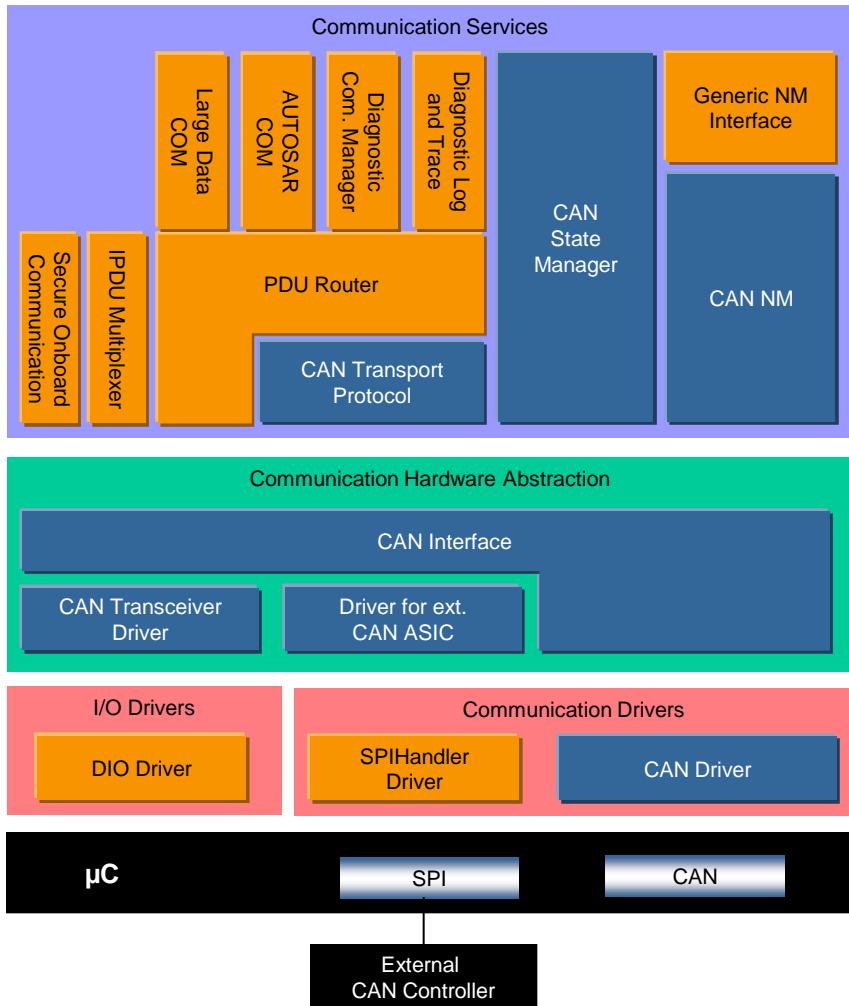 Communication Services
Large Data
COM
AUTOSAR
COM
Diagnostic
Com. Manager
Diagnostic Log
and Trace
CAN
State
Manager
Generic NM
Interface
Secure Onboard
Communication
IPDU Multiplexer
PDU Router
CAN NM
CAN Transport
Protocol
Communication Hardware Abstraction
CAN Interface
CAN Transceiver
Driver
Driver for ext.
CAN ASIC
I/O Drivers
Communication Drivers
DIO Driver
SPIHandler
Driver
CAN Driver
µC
SPI
CAN
External
CAN Controller